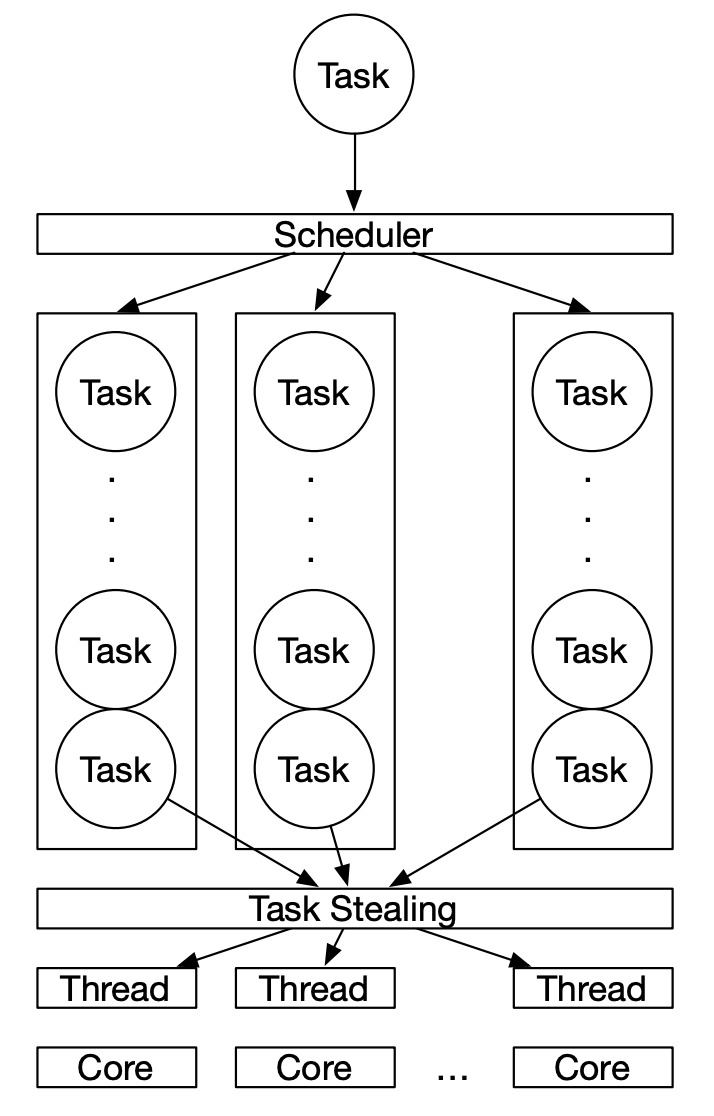 Task
Scheduler
Task Task Task
. . .
. . .
. . .
Task Task Task
Task Task Task
Task Stealing
Thread Thread Thread
Core Core ... Core